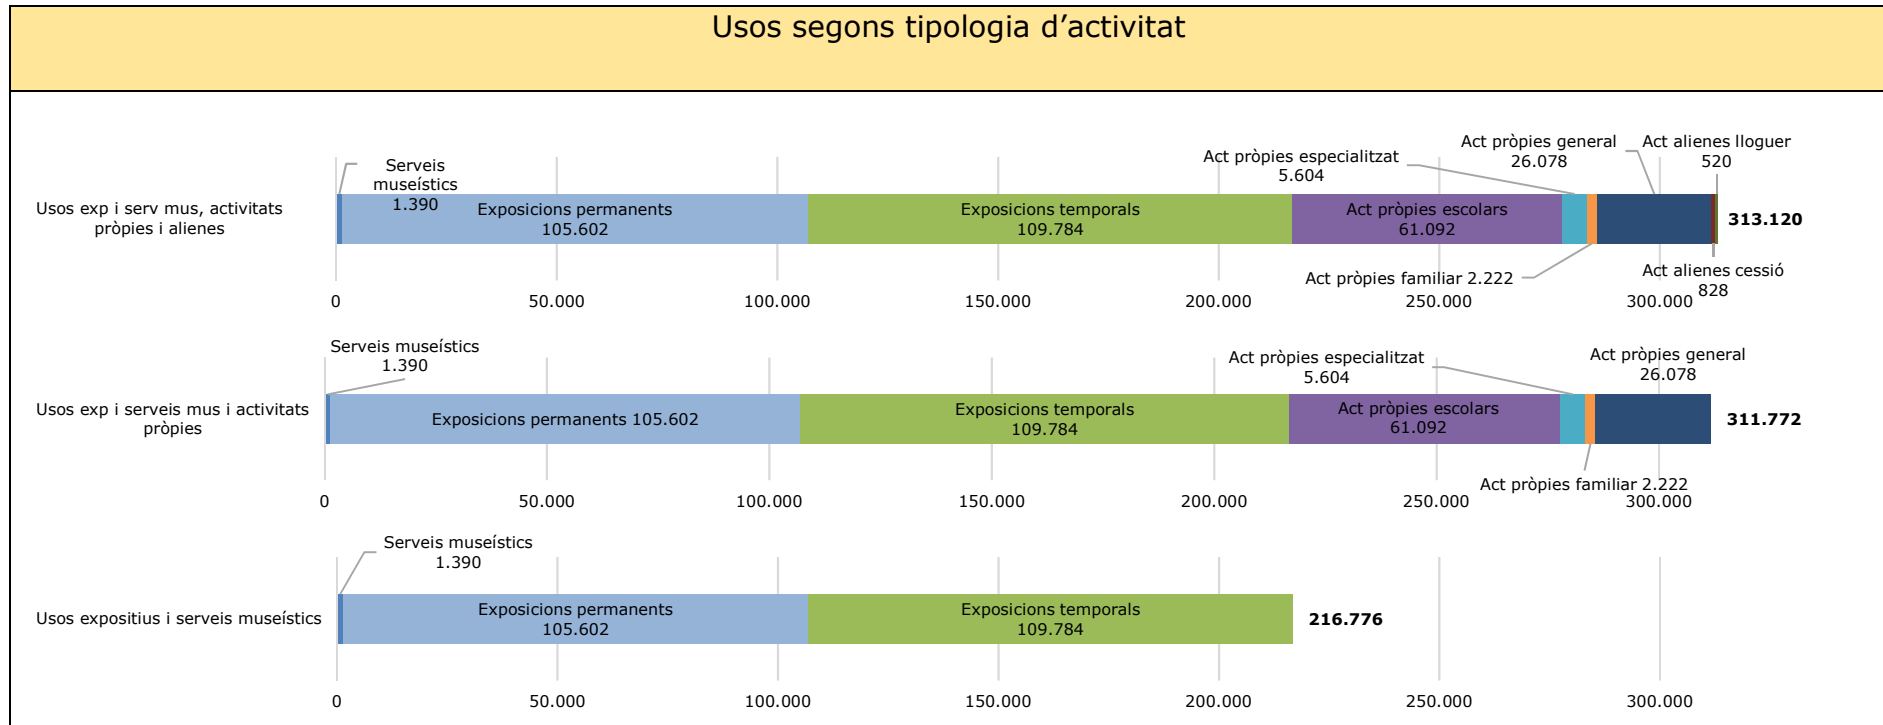 Usos segons tipologia d’activitat
Serveis
museístics
1.390
Act pròpies especialitzat
5.604
Act pròpies general
26.078
Act alienes lloguer
520
Usos exp i serv mus, activitats
pròpies i alienes
Exposicions permanents
105.602
Exposicions temporals
109.784
Act pròpies escolars
61.092
313.120
Act pròpies familiar 2.222
Act alienes cessió
828
0
50.000
100.000
150.000
200.000
250.000
300.000
Serveis museístics
1.390
Act pròpies especialitzat
5.604
Act pròpies general
26.078
Usos exp i serveis mus i activitats
pròpies
Exposicions permanents 105.602
Exposicions temporals
109.784
Act pròpies escolars
61.092
311.772
Act pròpies familiar 2.222
0
50.000
100.000
150.000
200.000
250.000
300.000
Serveis museístics
1.390
Usos expositius i serveis museístics
Exposicions permanents
105.602
Exposicions temporals
109.784
216.776
0
50.000
100.000
150.000
200.000
250.000
300.000